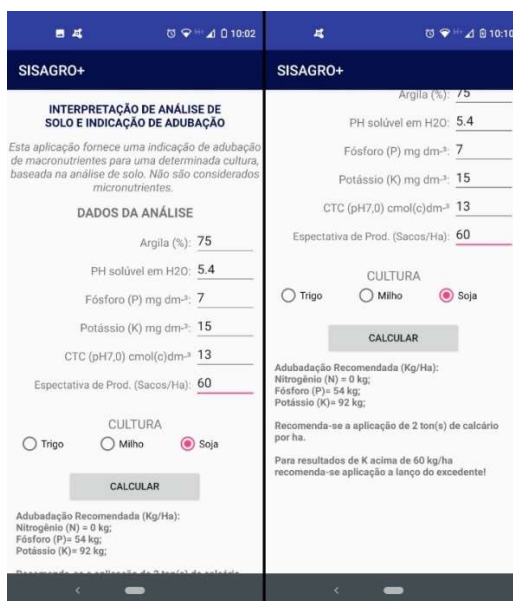 10:02
SISAGRO+
INTERPRETAÇÃO DE ANÁLISE DE
SOLO E INDICAÇÃO DE ADUBAÇÃO
Esta aplicação fornece uma indicação de adubação
de macronutrientes para uma determinada cultura,
baseada na análise de solo. Não são considerados
micronutrientes.
DADOS DA ANÁLISE
Argila (%): 75
PH solúvel em H2O: 5.4
Fósforo (P) mg dm-³: 7
Potássio (K) mg dm-³: 15
CTC (pH7,0) cmol(c)dm-³ 13
Espectativa de Prod. (Sacos/Ha): 60
CULTURA
Trigo Milho Soja
CALCULAR
Adubadação Recomendada (Kg/Ha):
Nitrogênio (N) = 0 kg;
Fósforo (P)= 54 kg;
Potássio (K)= 92 kg;
10:10
SISAGRO+
Argila (%): 75
PH solúvel em H2O: 5.4
Fósforo (P) mg dm-³: 7
Potássio (K) mg dm-³: 15
CTC (pH7,0) cmol(c)dm-³: 13
Espectativa de Prod. (Sacos/Ha): 60
CULTURA
Trigo Milho Soja
CALCULAR
Adubadação Recomendada (Kg/Ha):
Nitrogênio (N) = 0 kg;
Fósforo (P)= 54 kg;
Potássio (K)= 92 kg;
Recomenda-se a aplicação de 2 ton(s) de calcário
por ha.
Para resultados de K acima de 60 kg/ha
recomenda-se aplicação a lanço do excedente!